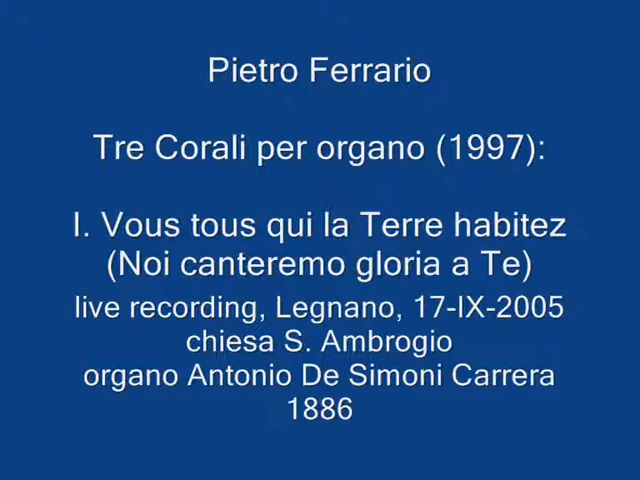 Pietro Ferrario
Tre Corali per organo (1997):
I. Vous tous qui la Terre habitez
(Noi canteremo gloria a Te)
live recording, Legnano, 17-IX-2005
chiesa S. Ambrogio
organo Antonio De Simoni Carrera
1886